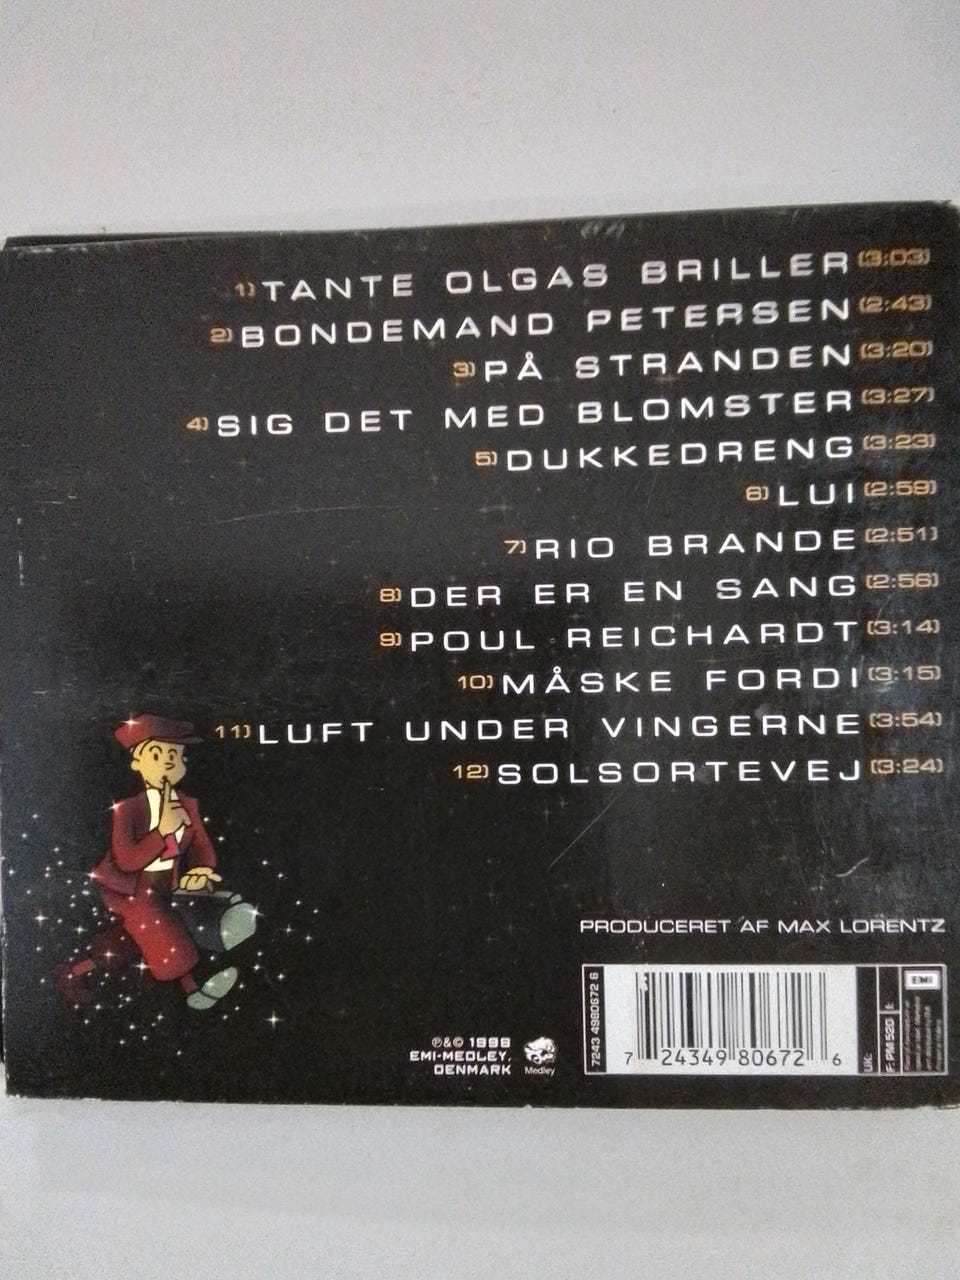 1) TANTE OLGAS BRILLER (3:03)
2) BONDEMAND PETERSEN (2:43)
3) PÅ STRANDEN (3:20)
4) SIG DET MED BLOMSTER (3:27)
5) DUKKEDRENG (3:23)
6) LUI (2:59)
7) RIO BRANDE (2:51)
8) DER ER EN SANG (2:56)
9) POUL REICHARDT (3:14)
10) MÅSKE FORDI (3:15)
11) LUFT UNDER VINGERNE (3:54)
12) SOLSORTEVEJ (3:24)
PRODUCERET AF MAX LORENTZ
℗&© 1998
EMI-MEDLEY,
DENMARK
Medley
7243 4980672 6
7 24349 80672 6
UK:
F: PM 520
EMI